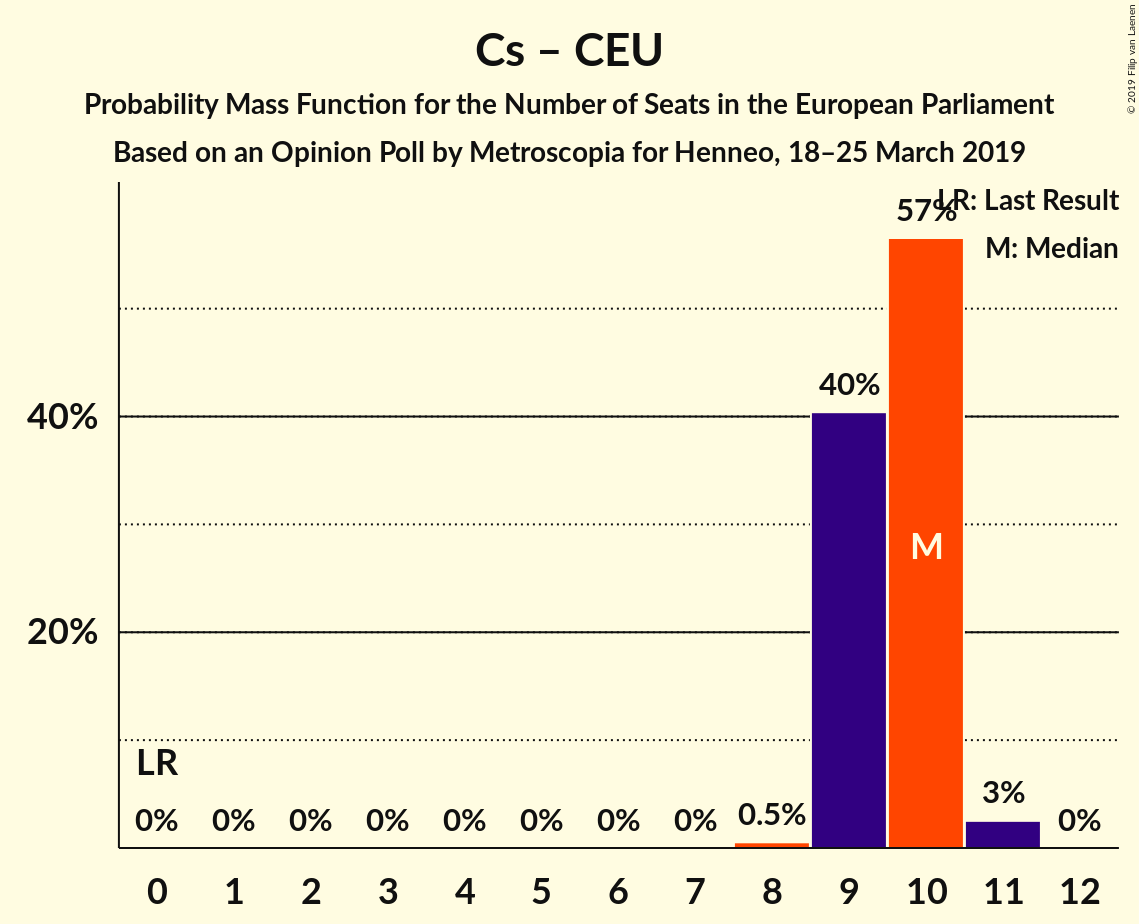 Cs – CEU
Probability Mass Function for the Number of Seats in the European Parliament
Based on an Opinion Poll by Metroscopia for Henneo, 18–25 March 2019
© 2019 Filip van Laenen
LR: Last Result
M: Median
57%
40%
40%
M
20%
LR
0% 0% 0% 0% 0% 0% 0% 0% 0.5% 3% 0%
0 1 2 3 4 5 6 7 8 9 10 11 12